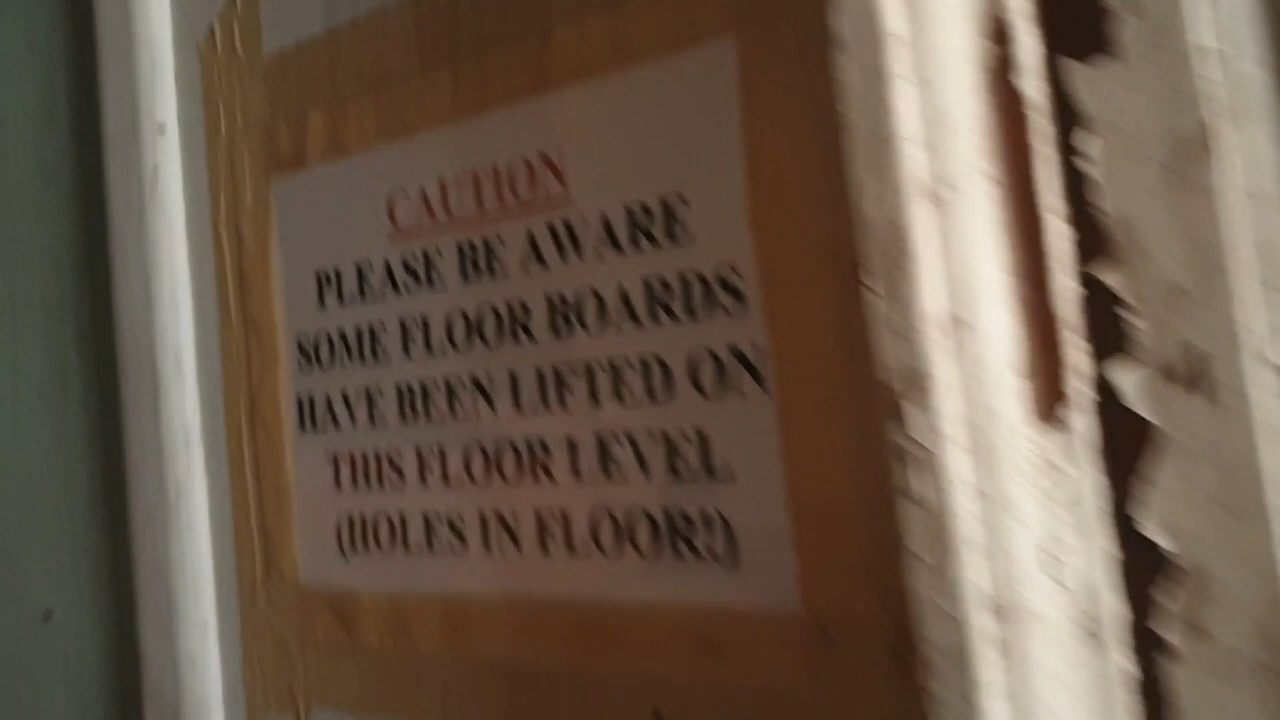 CAUTION
PLEASE BE AWARE
SOME FLOOR BOARDS
HAVE BEEN LIFTED ON
THIS FLOOR LEVEL
(HOLES IN FLOOR!)